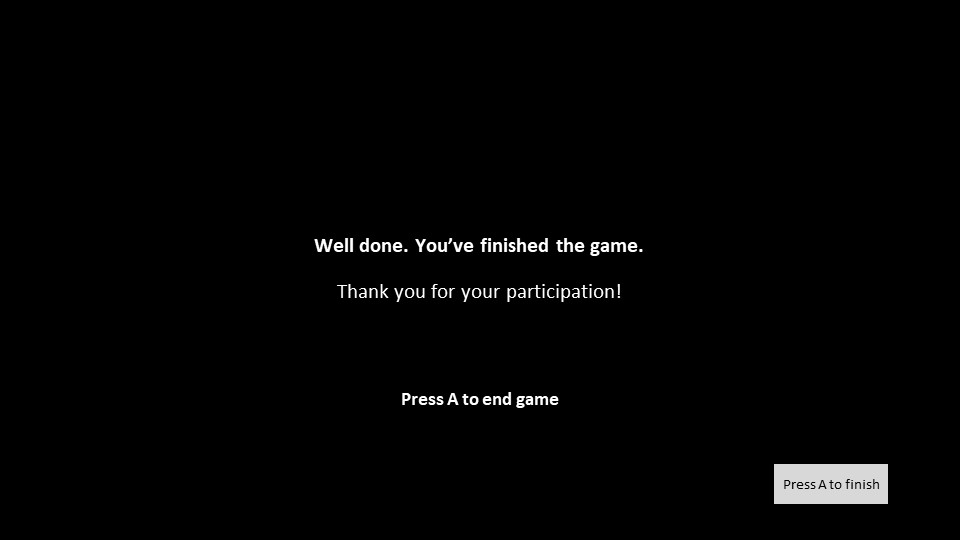 Well done. You’ve finished the game.
Thank you for your participation!
Press A to end game
Press A to finish